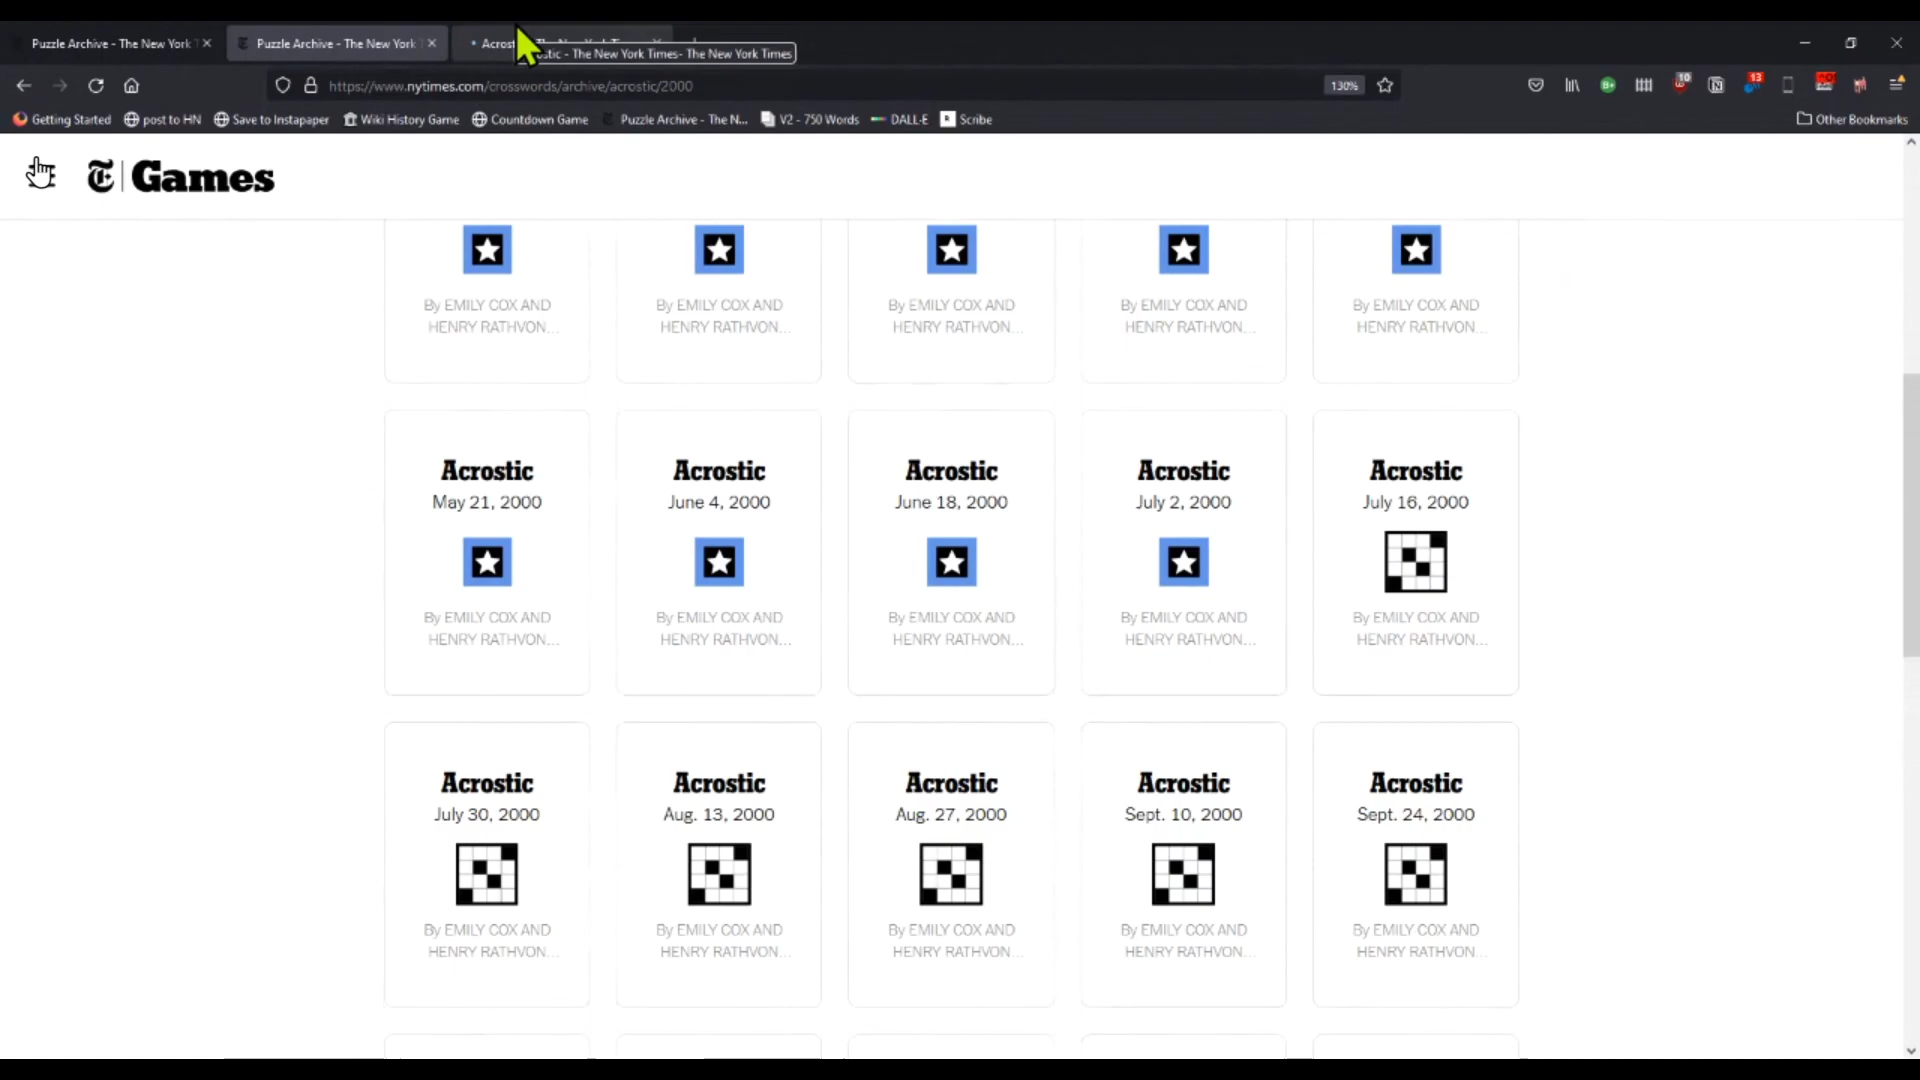 Puzzle Archive - The New York T
Puzzle Archive - The New York T
Acros
stic - The New York Times- The New York Times
https://www.nytimes.com/crosswords/archive/acrostic/2000
130%
10
13
Getting Started
post to HN
Save to Instapaper
Wiki History Game
Countdown Game
Puzzle Archive - The N...
V2 - 750 Words
DALL-E
Scribe
Other Bookmarks
T Games
By EMILY COX AND
HENRY RATHVON...
By EMILY COX AND
HENRY RATHVON...
By EMILY COX AND
HENRY RATHVON...
By EMILY COX AND
HENRY RATHVON...
By EMILY COX AND
HENRY RATHVON...
Acrostic
May 21, 2000
By EMILY COX AND
HENRY RATHVON...
Acrostic
June 4, 2000
By EMILY COX AND
HENRY RATHVON...
Acrostic
June 18, 2000
By EMILY COX AND
HENRY RATHVON...
Acrostic
July 2, 2000
By EMILY COX AND
HENRY RATHVON...
Acrostic
July 16, 2000
By EMILY COX AND
HENRY RATHVON...
Acrostic
July 30, 2000
By EMILY COX AND
HENRY RATHVON...
Acrostic
Aug. 13, 2000
By EMILY COX AND
HENRY RATHVON...
Acrostic
Aug. 27, 2000
By EMILY COX AND
HENRY RATHVON...
Acrostic
Sept. 10, 2000
By EMILY COX AND
HENRY RATHVON...
Acrostic
Sept. 24, 2000
By EMILY COX AND
HENRY RATHVON...